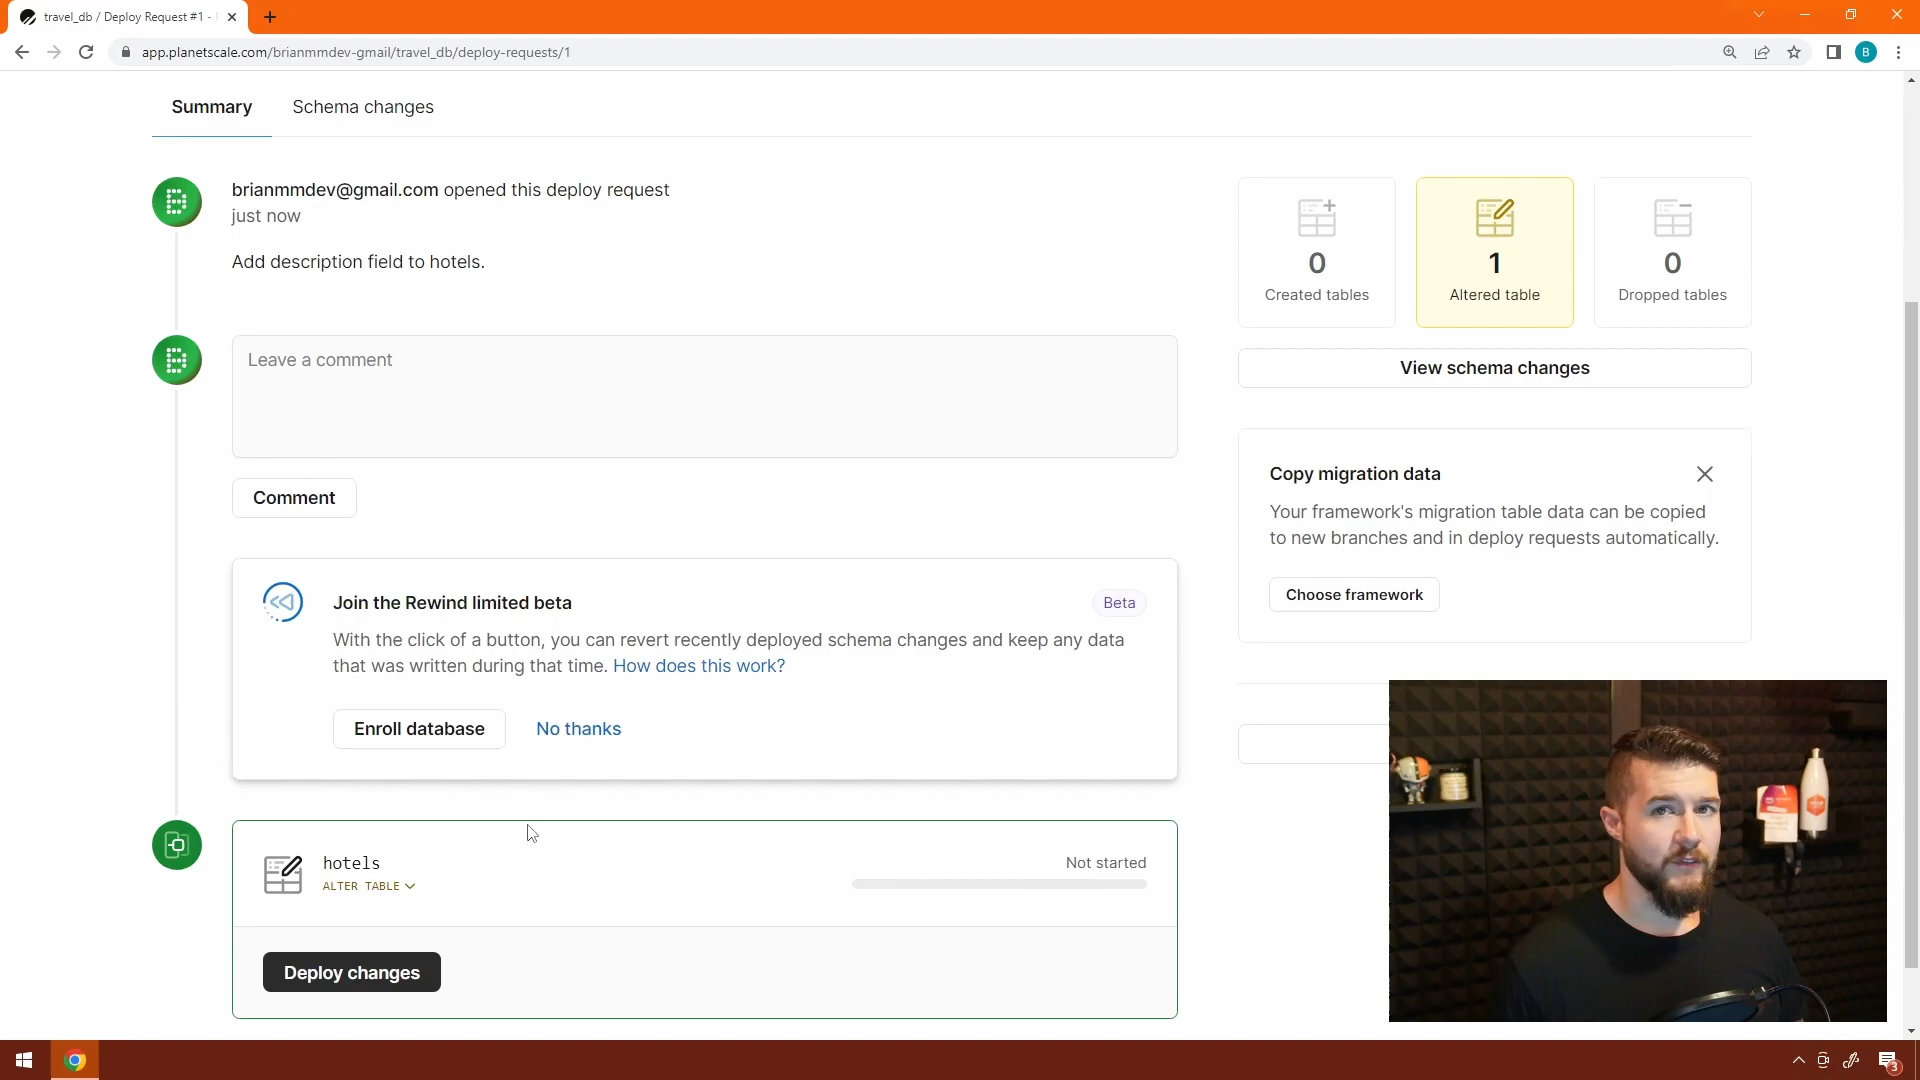 travel_db / Deploy Request #1 -
app.planetscale.com/brianmmdev-gmail/travel_db/deploy-requests/1
B
Summary
Schema changes
brianmmdev@gmail.com opened this deploy request
just now
Add description field to hotels.
0
Created tables
1
Altered table
0
Dropped tables
View schema changes
Leave a comment
Comment
Copy migration data
Your framework's migration table data can be copied
to new branches and in deploy requests automatically.
Choose framework
Join the Rewind limited beta
Beta
With the click of a button, you can revert recently deployed schema changes and keep any data
that was written during that time. How does this work?
Enroll database
No thanks
hotels
ALTER TABLE
Not started
Deploy changes
3